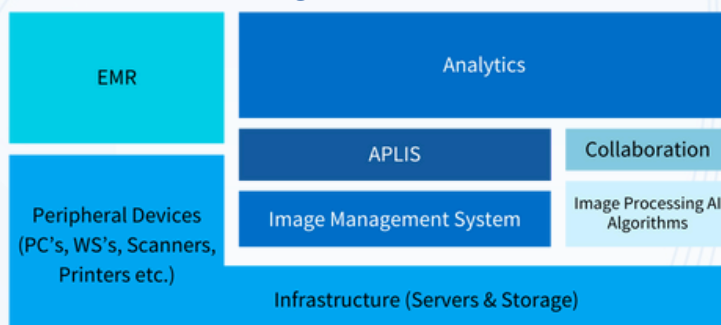 EMR
Analytics
APLIS
Collaboration
Image Management System
Image Processing AI
Algorithms
Peripheral Devices
(PC's, WS's, Scanners,
Printers etc.)
Infrastructure (Servers & Storage)